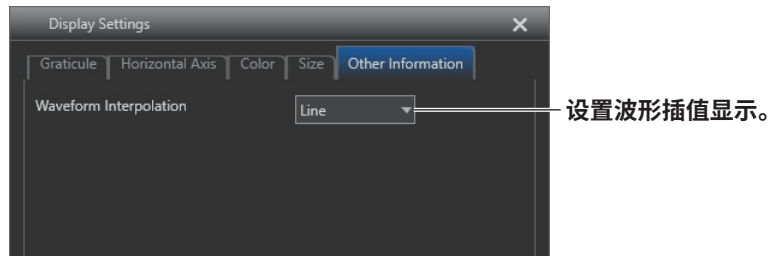 Display Settings
Graticule Horizontal Axis Color Size Other Information
Waveform Interpolation Line 设置波形插值显示。